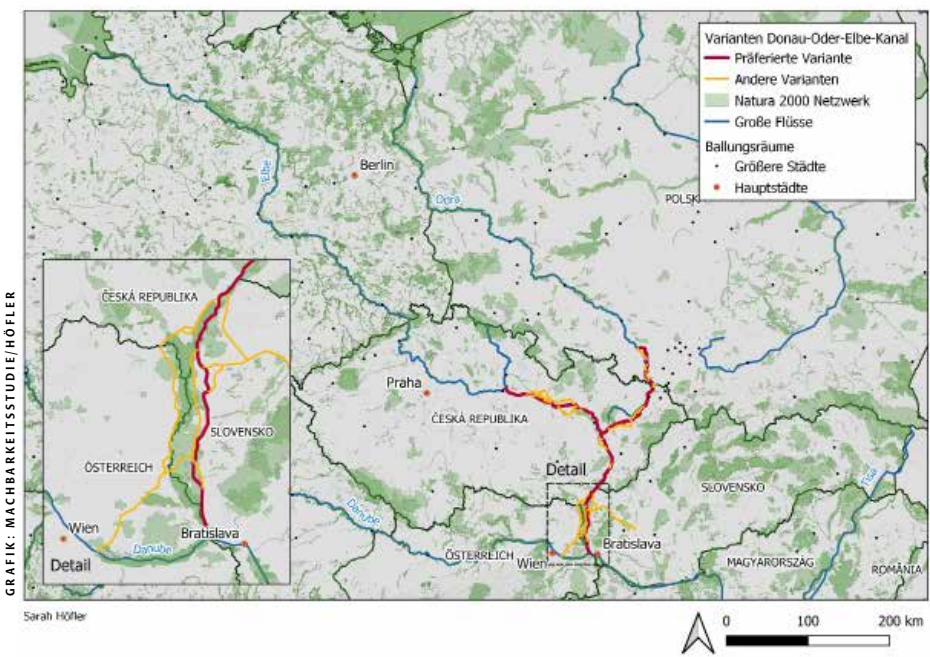 Varianten Donau-Oder-Elbe-Kanal
Präferierte Variante
Andere Varianten
Natura 2000 Netzwerk
Große Flüsse
Ballungsräume
Größere Städte
Hauptstädte
Berlin
Elbe
Odra
POLSK
ČESKÁ REPUBLIKA
SLOVENSKO
ÖSTERREICH
Wien
Bratislava
Danube
Detail
Praha
ČESKÁ REPUBLIKA
Detail
SLOVENSKO
Tisa
Danube
ÖSTERREICH
Wien
Bratislava
MAGYARORSZÁG
ROMÂNIA
GRAFIK: MACHBARKEITSSTUDIE/HÖFLER
Sarah Höfler
0 100 200 km